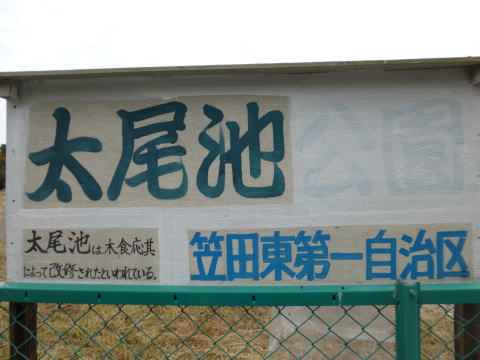 太尾池 公園
太尾池は木食応其
によって改修されたといわれている。
笠田東第一自治区